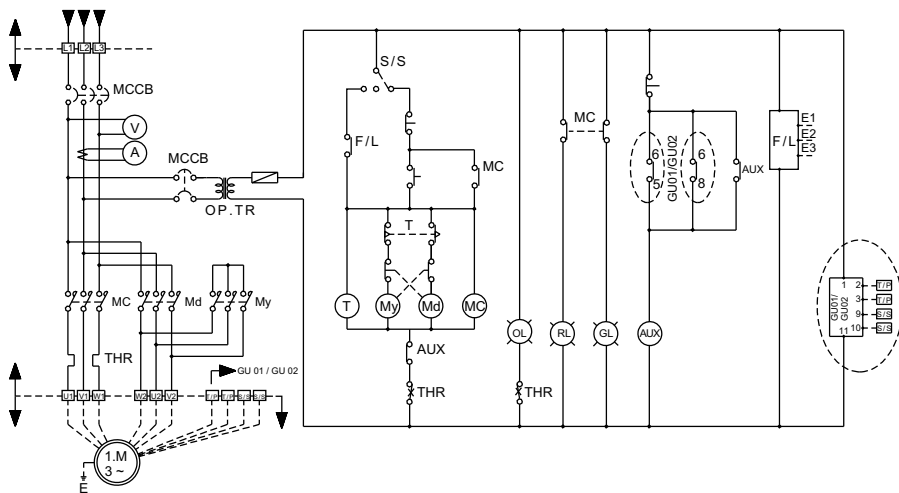 L1 L2 L3
MCCB
V
A
MCCB
OP.TR
MC Md My
THR
GU 01 / GU 02
U1 V1 W1 W2 U2 V2 T/P T/P S/S S/S
1.M
3 ~
E
S/S
F/L
MC
T
T My Md MC
AUX
THR
OL
THR
MC
RL GL
6
5
GU01/GU02
6
8
AUX
AUX
F/L
E1
E2
E3
GU01/
GU02
1 2 T/P
3 T/P
9 S/S
11 10 S/S